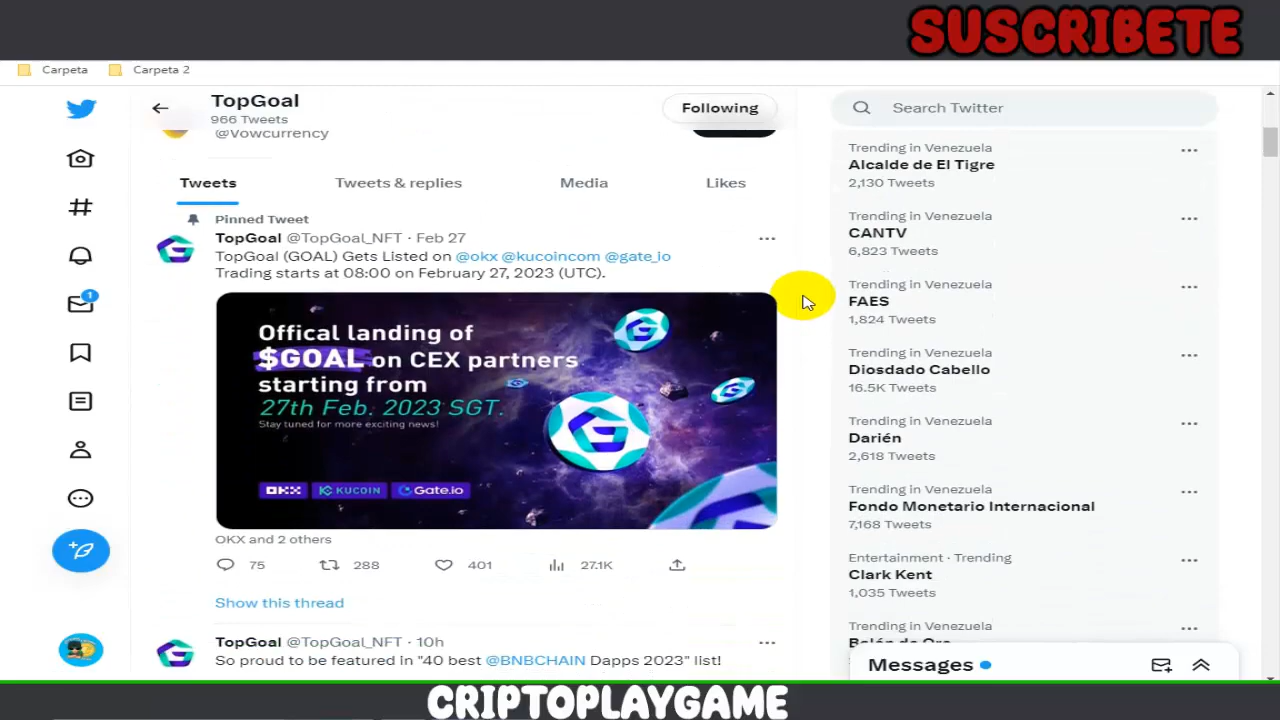 SUSCRIBETE
Carpeta
Carpeta 2
TopGoal
966 Tweets
@Vowcurrency
Following
Search Twitter
Tweets
Tweets & replies
Media
Likes
Pinned Tweet
TopGoal @TopGoal_NFT · Feb 27
TopGoal (GOAL) Gets Listed on @okx @kucoincom @gate_io
Trading starts at 08:00 on February 27, 2023 (UTC).
Offical landing of
$GOAL on CEX partners
starting from
27th Feb. 2023 SGT.
Stay tuned for more exciting news!
OKX
KUCOIN
Gate.io
OKX and 2 others
75
288
401
27.1K
Show this thread
TopGoal @TopGoal_NFT · 10h
So proud to be featured in "40 best @BNBCHAIN Dapps 2023" list!
Trending in Venezuela
Alcalde de El Tigre
2,130 Tweets
Trending in Venezuela
CANTV
6,823 Tweets
Trending in Venezuela
FAES
1,824 Tweets
Trending in Venezuela
Diosdado Cabello
16.5K Tweets
Trending in Venezuela
Darién
2,618 Tweets
Trending in Venezuela
Fondo Monetario Internacional
7,168 Tweets
Entertainment · Trending
Clark Kent
1,035 Tweets
Trending in Venezuela
Balón de Oro
Messages
1
CRIPTOPLAYGAME